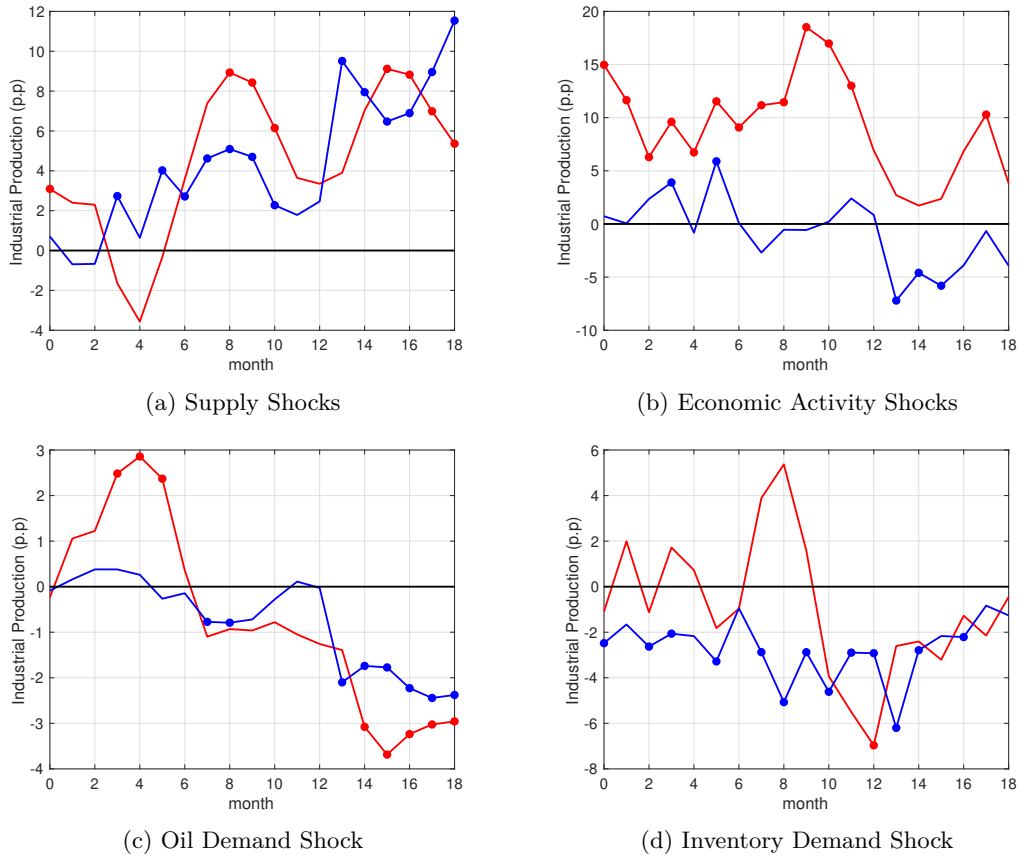 12
10
8
6
4
2
0
-2
-4
Industrial Production (p.p)
0 2 4 6 8 10 12 14 16 18
month
(a) Supply Shocks
20
15
10
5
0
-5
-10
Industrial Production (p.p)
0 2 4 6 8 10 12 14 16 18
month
(b) Economic Activity Shocks
3
2
1
0
-1
-2
-3
-4
Industrial Production (p.p)
0 2 4 6 8 10 12 14 16 18
month
(c) Oil Demand Shock
6
4
2
0
-2
-4
-6
-8
Industrial Production (p.p)
0 2 4 6 8 10 12 14 16 18
month
(d) Inventory Demand Shock